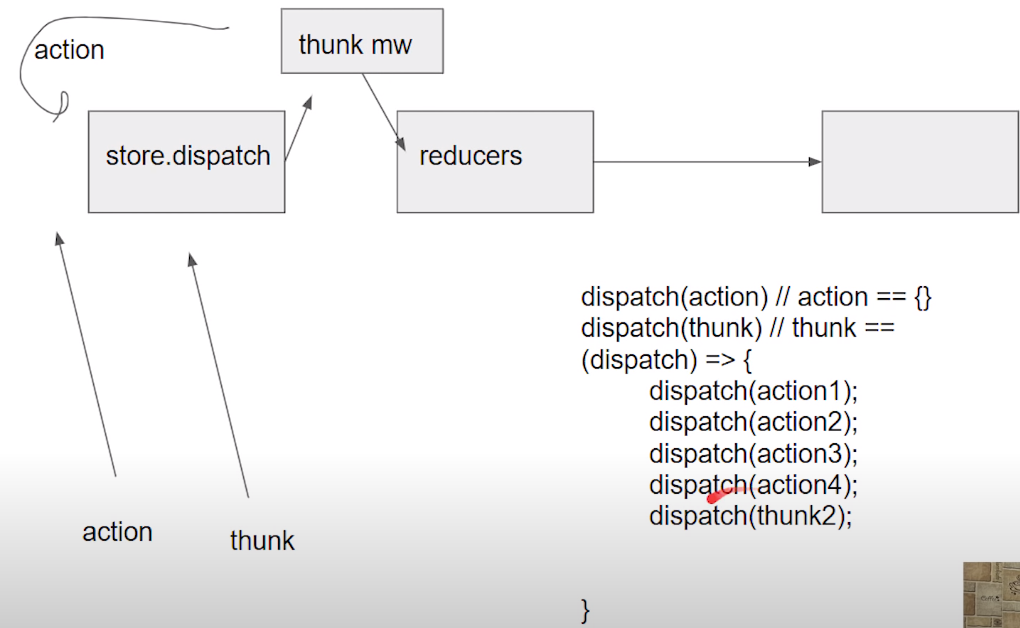 action
thunk mw
store.dispatch
reducers
dispatch(action) // action == {}
dispatch(thunk) // thunk ==
(dispatch) => {
dispatch(action1);
dispatch(action2);
dispatch(action3);
dispatch(action4);
dispatch(thunk2);
}
action
thunk